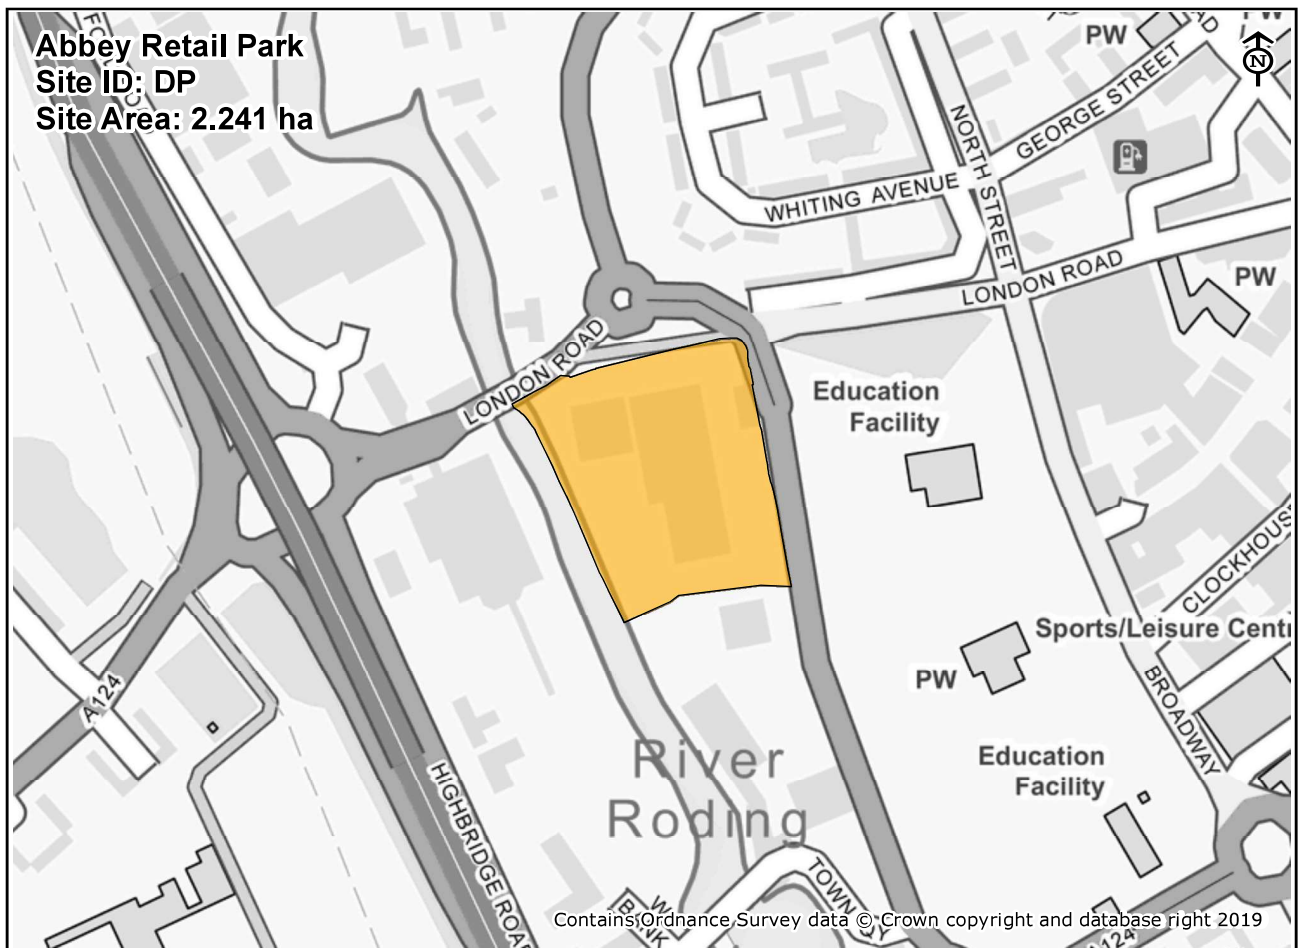 Abbey Retail Park
Site ID: DP
Site Area: 2.241 ha
PW
N
GEORGE STREET
NORTH STREET
WHITING AVENUE
LONDON ROAD
PW
LONDON ROAD
Education
Facility
CLOCKHOUS
Sports/Leisure Cent
PW
A124
BROADWAY
River
Roding
Education
Facility
HIGHBRIDGE ROAD
TOWN
BANK
A124
Contains Ordnance Survey data © Crown copyright and database right 2019